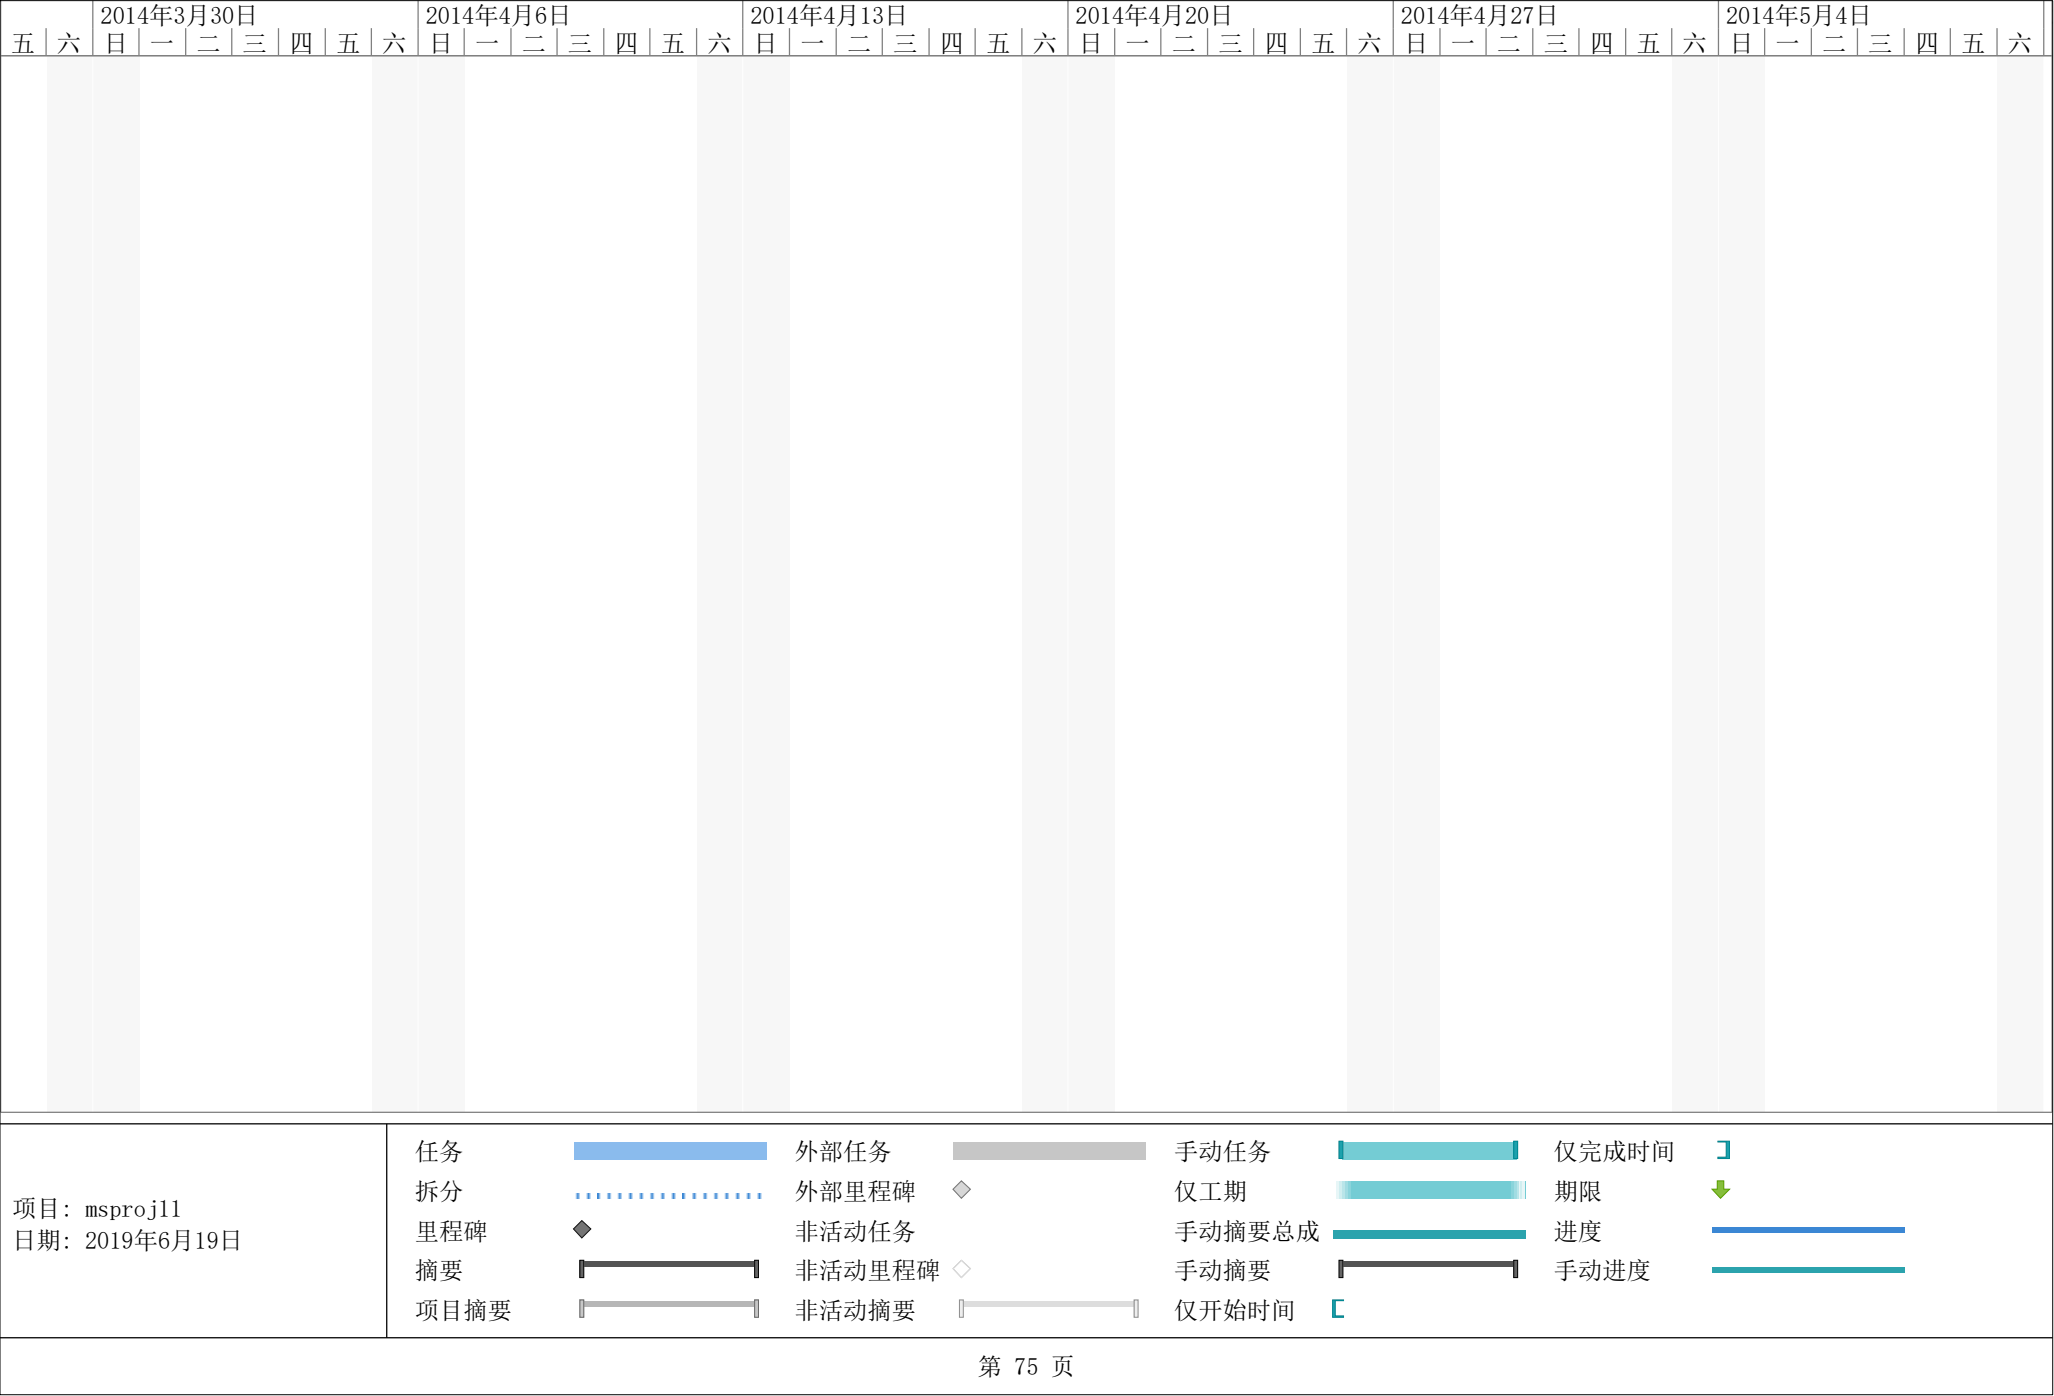 2014年3月30日 2014年4月6日 2014年4月13日 2014年4月20日 2014年4月27日 2014年5月4日
五 六 日 一 二 三 四 五 六 日 一 二 三 四 五 六 日 一 二 三 四 五 六 日 一 二 三 四 五 六 日 一 二 三 四 五 六 日 一 二 三 四 五 六
项目: msproj11
日期: 2019年6月19日
任务 外部任务 手动任务 仅完成时间
拆分 外部里程碑 仅工期 期限
里程碑 非活动任务 手动摘要总成 进度
摘要 非活动里程碑 手动摘要 手动进度
项目摘要 非活动摘要 仅开始时间
第 75 页